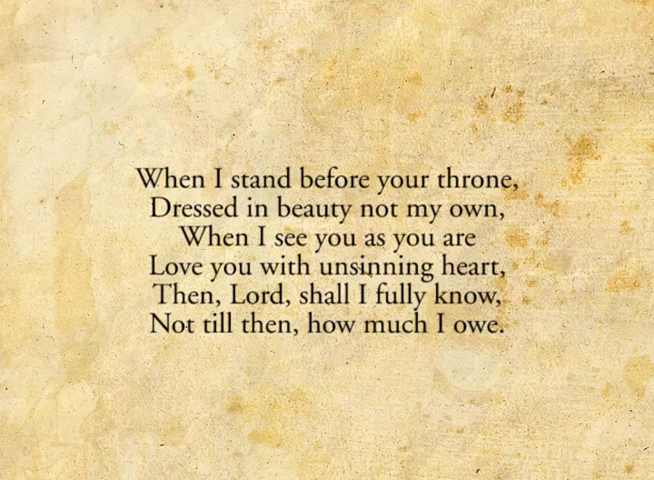 When I stand before your throne,
Dressed in beauty not my own,
When I see you as you are
Love you with unsinning heart,
Then, Lord, shall I fully know,
Not till then, how much I owe.